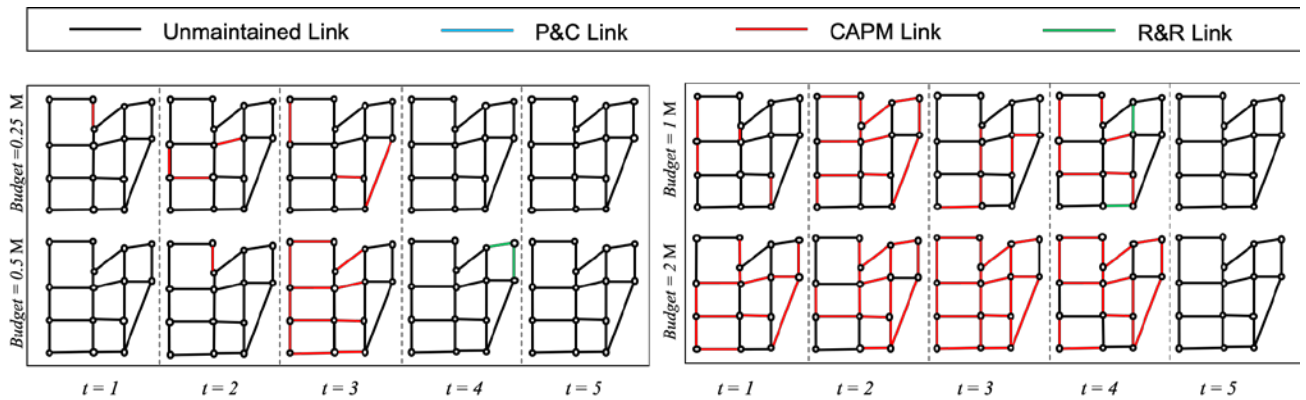 Unmaintained Link P&C Link CAPM Link R&R Link
Budget =0.25 M
Budget = 0.5 M
Budget = 1 M
Budget = 2 M
t = 1 t = 2 t = 3 t = 4 t = 5 t = 1 t = 2 t = 3 t = 4 t = 5